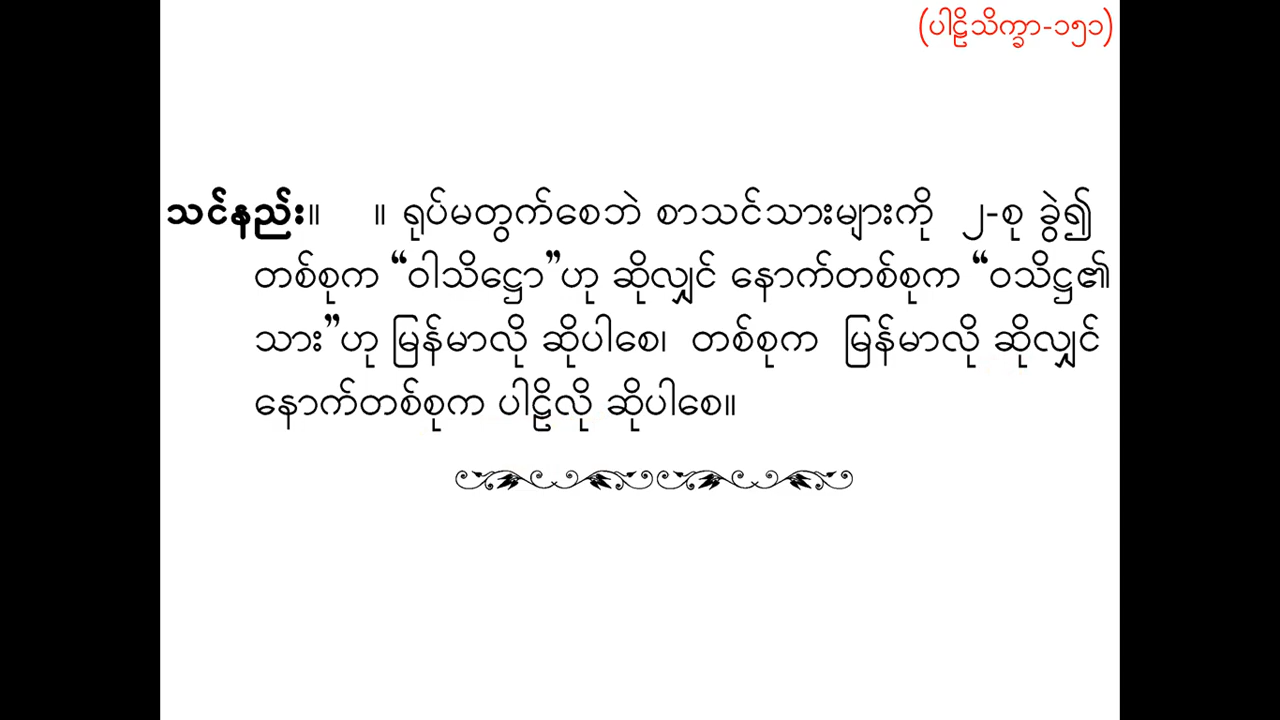 (ပါဠိသိက္ခာ-၁၅၁)
သင်နည်း။ ။ ရုပ်မတွက်စေဘဲ စာသင်သားများကို ၂-စု ခွဲ၍
တစ်စုက “ဝါသိဋ္ဌော”ဟု ဆိုလျှင် နောက်တစ်စုက “ဝသိဋ္ဌ၏
သား”ဟု မြန်မာလို ဆိုပါစေ၊ တစ်စုက မြန်မာလို ဆိုလျှင်
နောက်တစ်စုက ပါဠိလို ဆိုပါစေ။